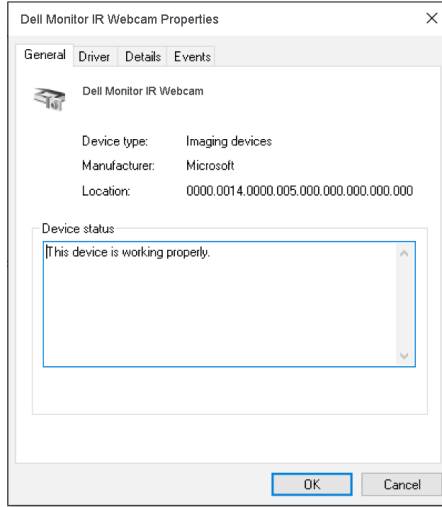 Dell Monitor IR Webcam Properties
General Driver Details Events
Dell Monitor IR Webcam
Device type: Imaging devices
Manufacturer: Microsoft
Location: 0000.0014.0000.005.000.000.000.000.000
Device status
This device is working properly.
OK Cancel